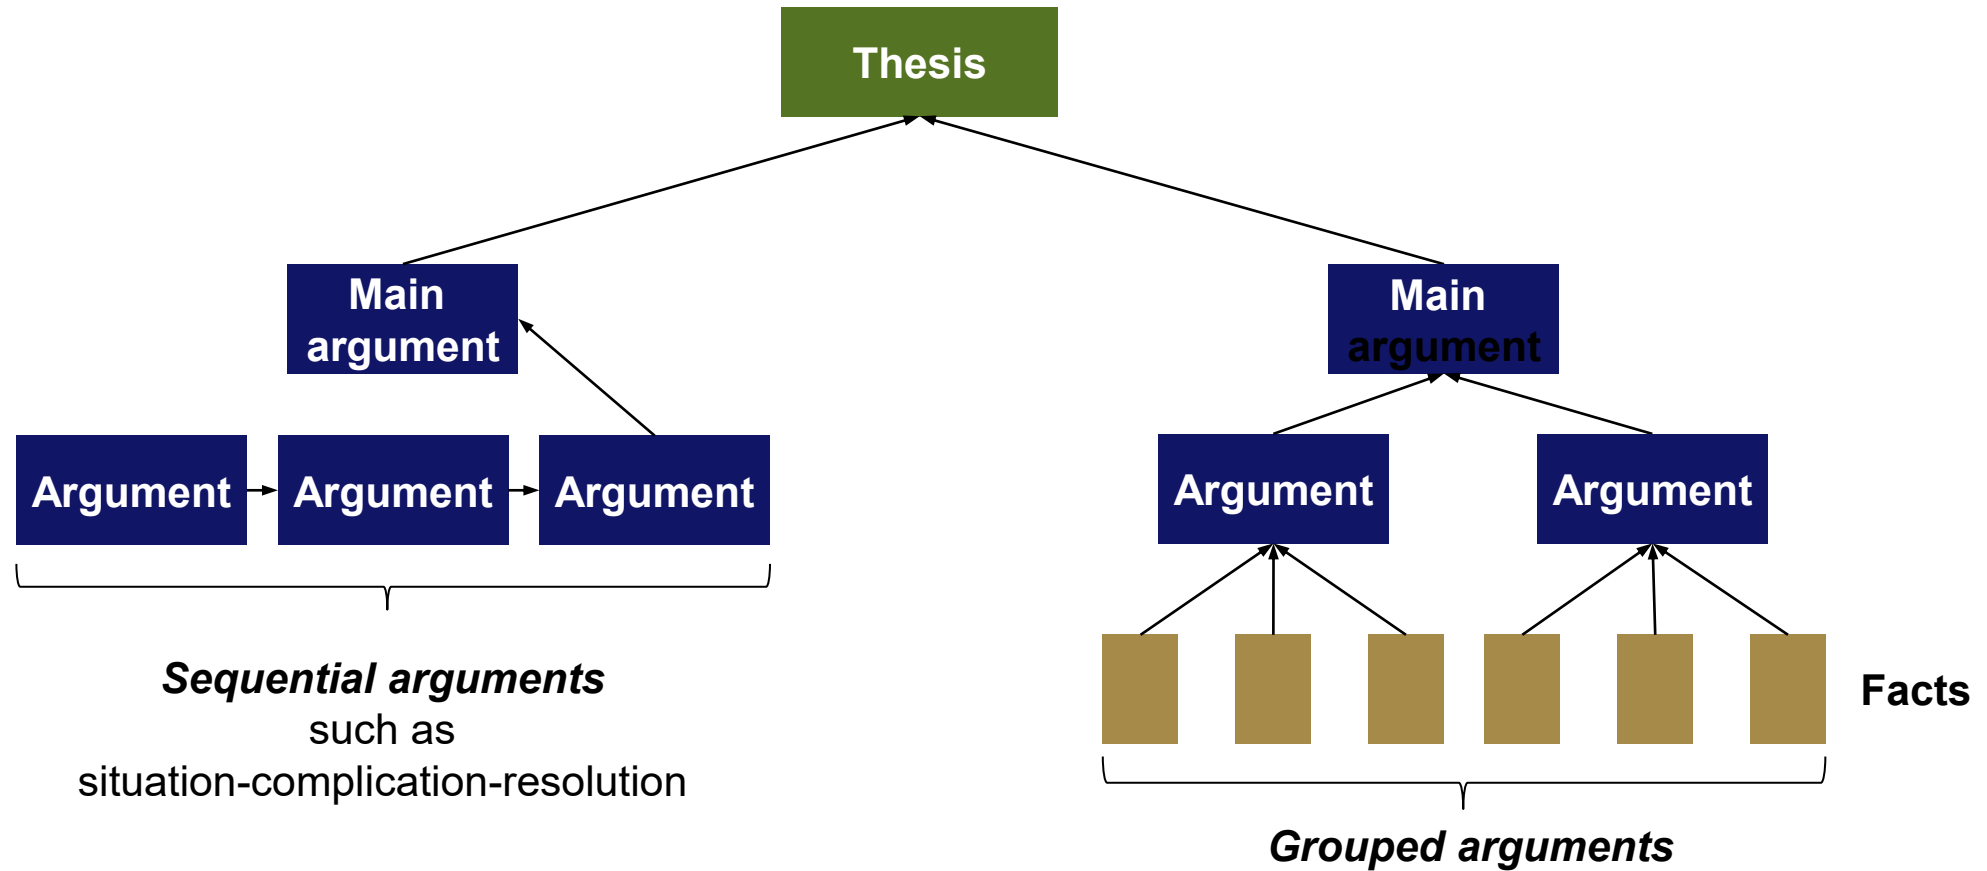 Thesis
Main
argument
Main
argument
Argument
Argument
Argument
Argument
Argument
Sequential arguments
such as
situation-complication-resolution
Facts
Grouped arguments